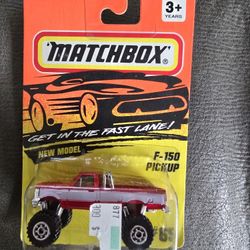 3+
YEARS
MATCHBOX®
GET IN THE FAST LANE!
NEW MODEL
F-150
PICKUP